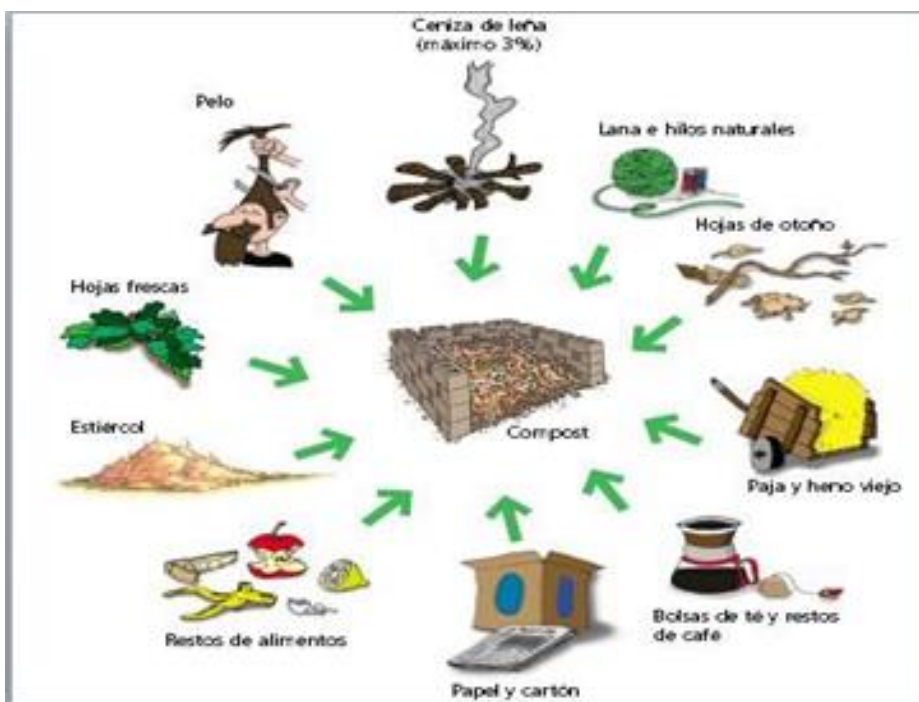 Ceniza de leña
(máximo 3%)
Pelo
Lana e hilos naturales
Hojas de otoño
Hojas frescas
Compost
Estiercol
Paja y heno viejo
Restos de alimentos
Bolsas de té y restos
de café
Papel y cartón